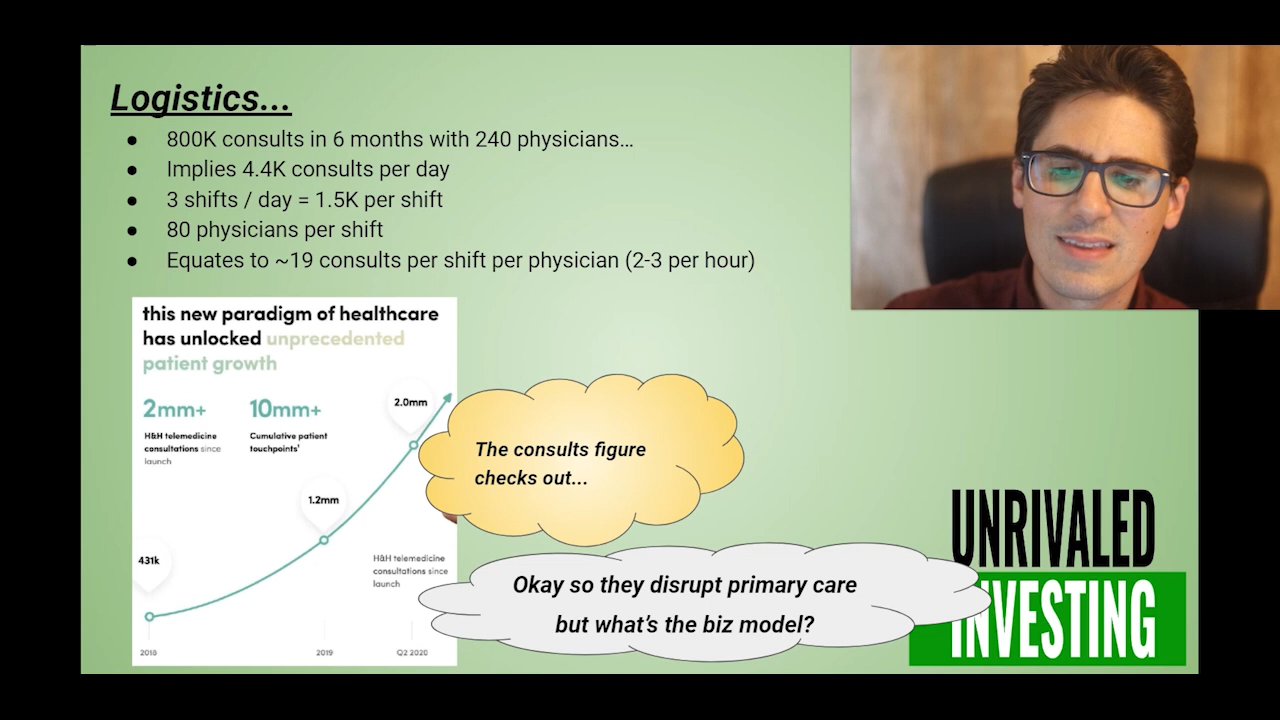 Logistics...
● 800K consults in 6 months with 240 physicians…
● Implies 4.4K consults per day
● 3 shifts / day = 1.5K per shift
● 80 physicians per shift
● Equates to ~19 consults per shift per physician (2-3 per hour)
this new paradigm of healthcare
has unlocked unprecedented
patient growth
2mm+
H&H telemedicine
consultations since
launch
10mm+
Cumulative patient
touchpoints¹
2.0mm
1.2mm
431k
H&H telemedicine
consultations since
launch
2018
2019
Q2 2020
The consults figure
checks out...
Okay so they disrupt primary care
but what's the biz model?
UNRIVALED
INVESTING